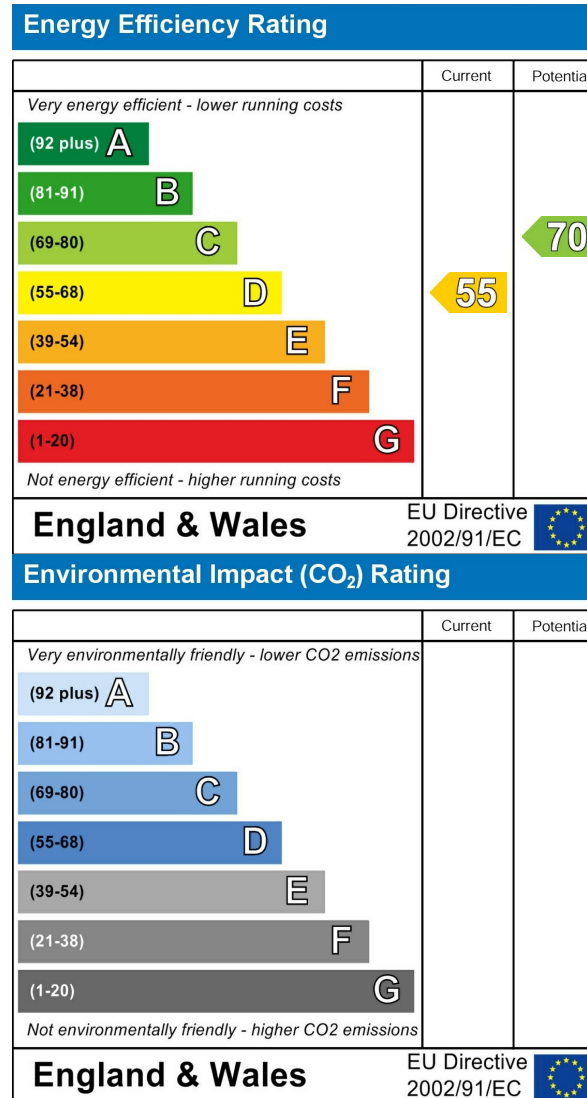 Energy Efficiency Rating
Current Potentia
Very energy efficient - lower running costs
(92 plus) A
(81-91) B
(69-80) C
70
(55-68) D
55
(39-54) E
(21-38) F
(1-20) G
Not energy efficient - higher running costs
England & Wales
EU Directive
2002/91/EC
Environmental Impact (CO₂) Rating
Current Potentia
Very environmentally friendly - lower CO2 emissions
(92 plus) A
(81-91) B
(69-80) C
(55-68) D
(39-54) E
(21-38) F
(1-20) G
Not environmentally friendly - higher CO2 emissions
England & Wales
EU Directive
2002/91/EC